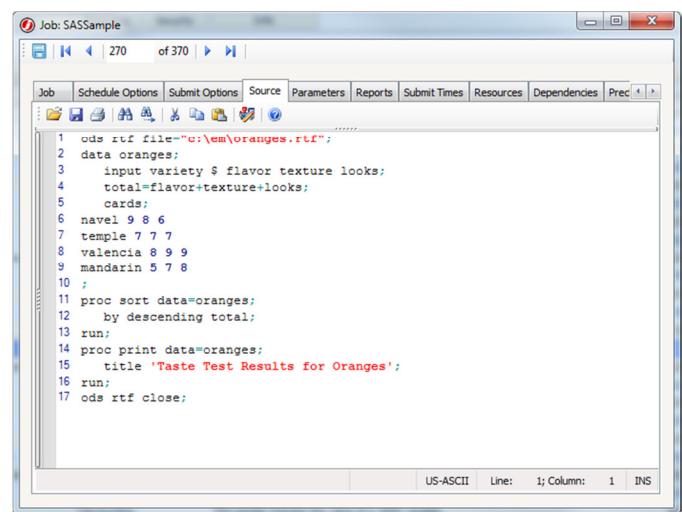 Job: SASSample
270 of 370
Job Schedule Options Submit Options Source Parameters Reports Submit Times Resources Dependencies Prec
1 ods rtf file="c:\em\oranges.rtf";
2 data oranges;
3 input variety $ flavor texture looks;
4 total=flavor+texture+looks;
5 cards;
6 navel 9 8 6
7 temple 7 7 7
8 valencia 8 9 9
9 mandarin 5 7 8
10 ;
11 proc sort data=oranges;
12 by descending total;
13 run;
14 proc print data=oranges;
15 title 'Taste Test Results for Oranges';
16 run;
17 ods rtf close;
US-ASCII Line: 1; Column: 1 INS